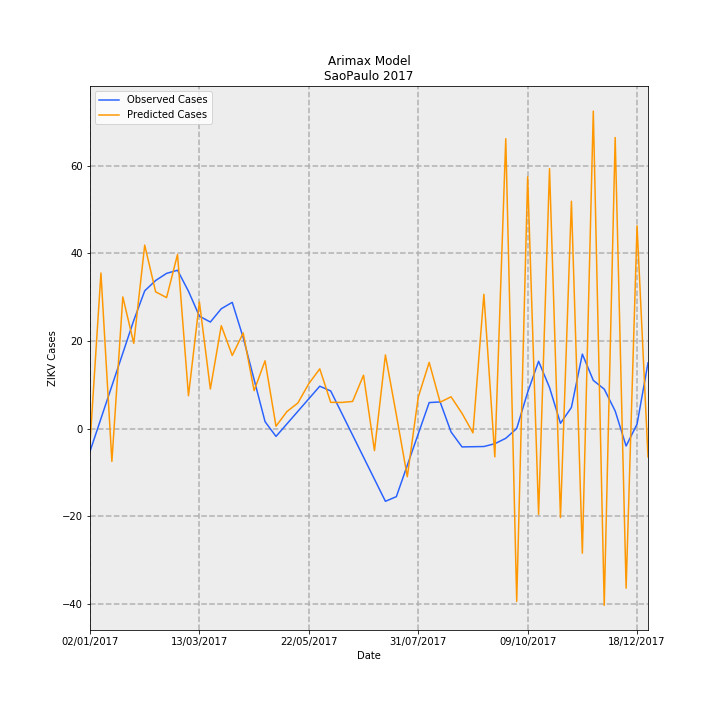 Arimax Model
SaoPaulo 2017
Observed Cases
Predicted Cases
ZIKV Cases
60
40
20
0
−20
−40
02/01/2017 13/03/2017 22/05/2017 31/07/2017 09/10/2017 18/12/2017
Date